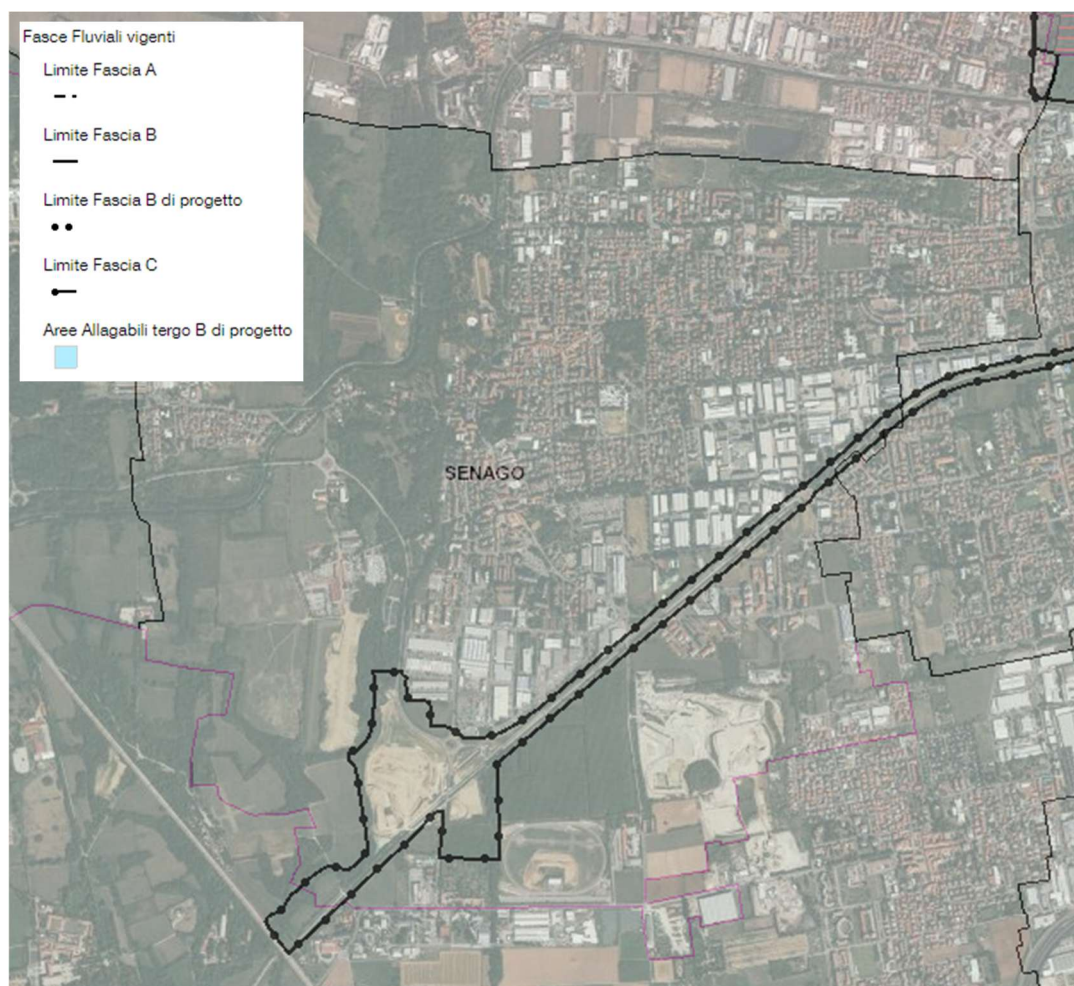 Fasce Fluviali vigenti
Limite Fascia A
Limite Fascia B
Limite Fascia B di progetto
Limite Fascia C
Aree Allagabili tergo B di progetto
SENAGO